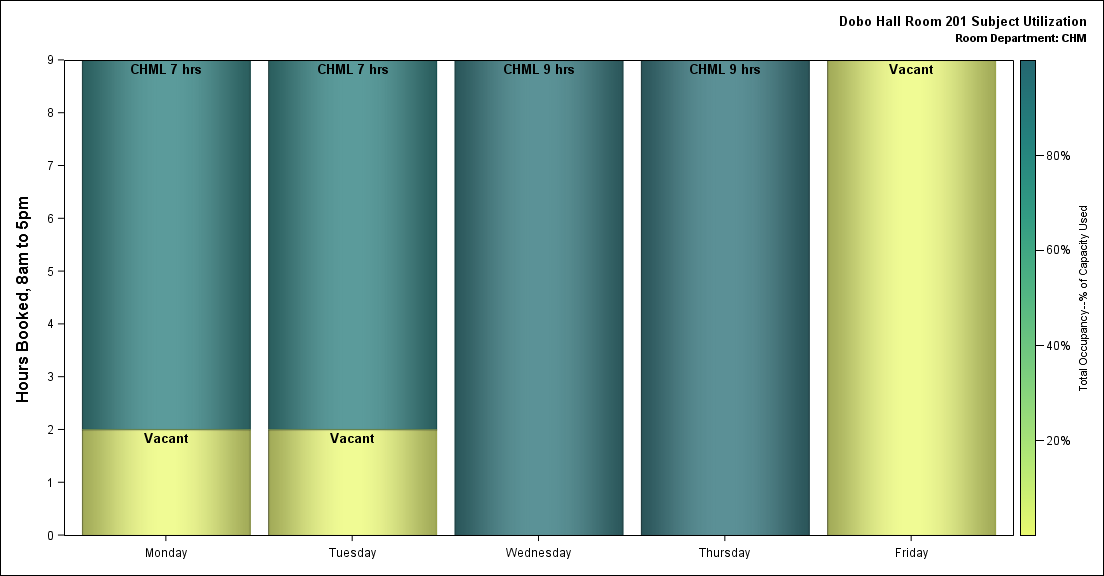 Dobo Hall Room 201 Subject Utilization
Room Department: CHM
Hours Booked, 8am to 5pm
9
8
7
6
5
4
3
2
1
0
CHML 7 hrs
CHML 7 hrs
CHML 9 hrs
CHML 9 hrs
Vacant
Vacant
Vacant
Monday
Tuesday
Wednesday
Thursday
Friday
80%
60%
40%
20%
Total Occupancy--% of Capacity Used